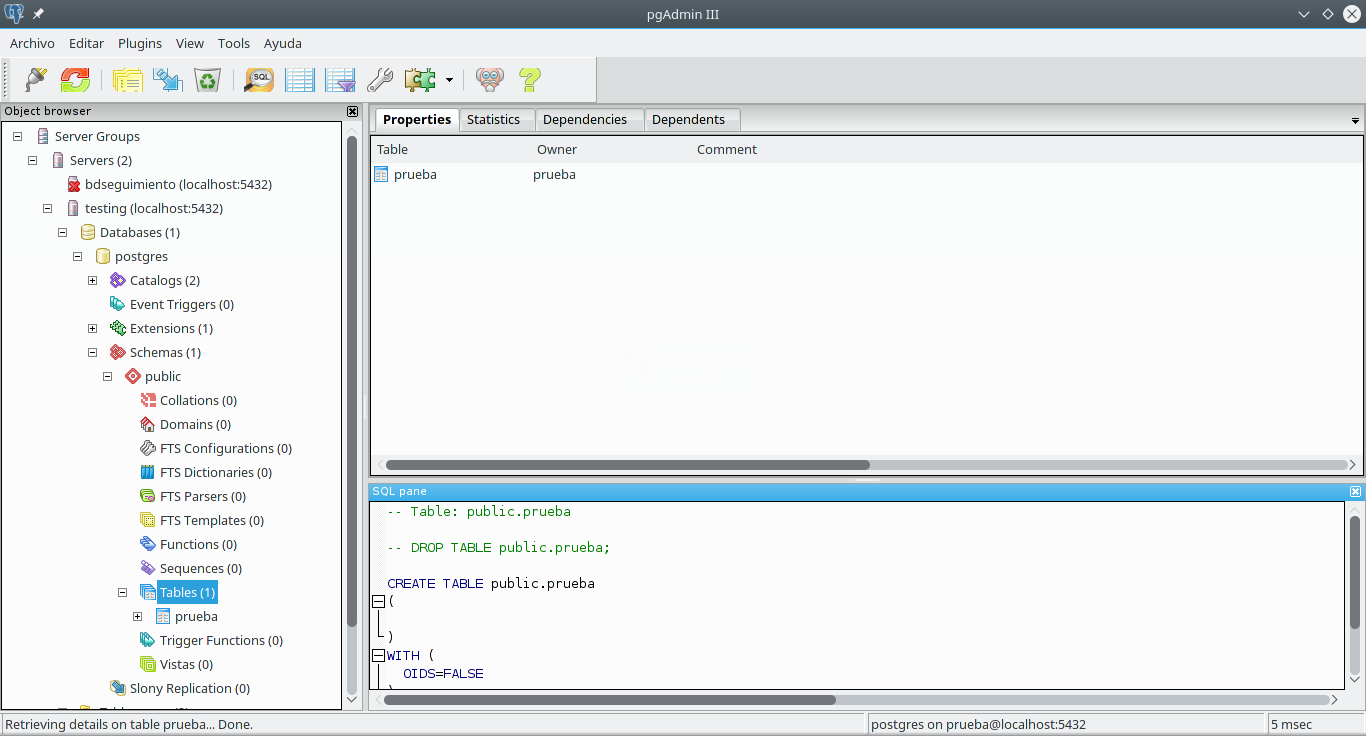 pgAdmin III
Archivo Editar Plugins View Tools Ayuda
SQL
Object browser
Server Groups
Servers (2)
bdseguimiento (localhost:5432)
testing (localhost:5432)
Databases (1)
postgres
Catalogs (2)
Event Triggers (0)
Extensions (1)
Schemas (1)
public
Collations (0)
Domains (0)
FTS Configurations (0)
FTS Dictionaries (0)
FTS Parsers (0)
FTS Templates (0)
Functions (0)
Sequences (0)
Tables (1)
prueba
Trigger Functions (0)
Vistas (0)
Slony Replication (0)
Properties Statistics Dependencies Dependents
Table Owner Comment
prueba prueba
SQL pane
-- Table: public.prueba
-- DROP TABLE public.prueba;
CREATE TABLE public.prueba
(
)
WITH (
OIDS=FALSE
Retrieving details on table prueba... Done.
postgres on prueba@localhost:5432
5 msec